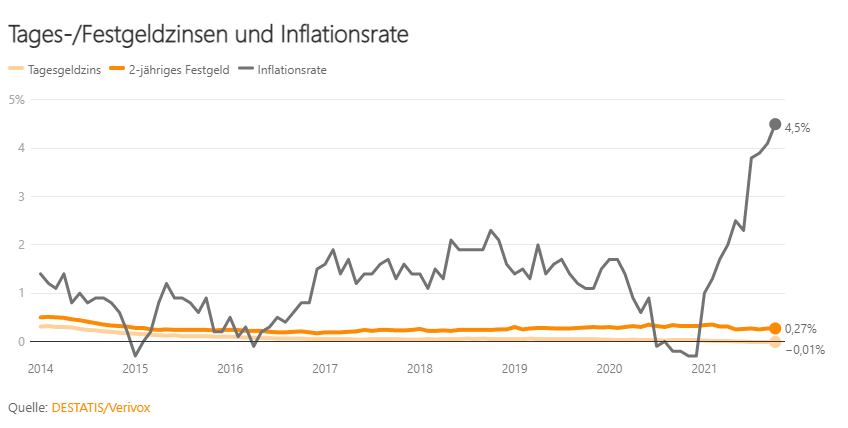 Tages-/Festgeldzinsen und Inflationsrate
Tagesgeldzins 2-jähriges Festgeld Inflationsrate
5%
4
3
2
1
0
4,5%
0,27%
−0,01%
2014 2015 2016 2017 2018 2019 2020 2021
Quelle: DESTATIS/Verivox